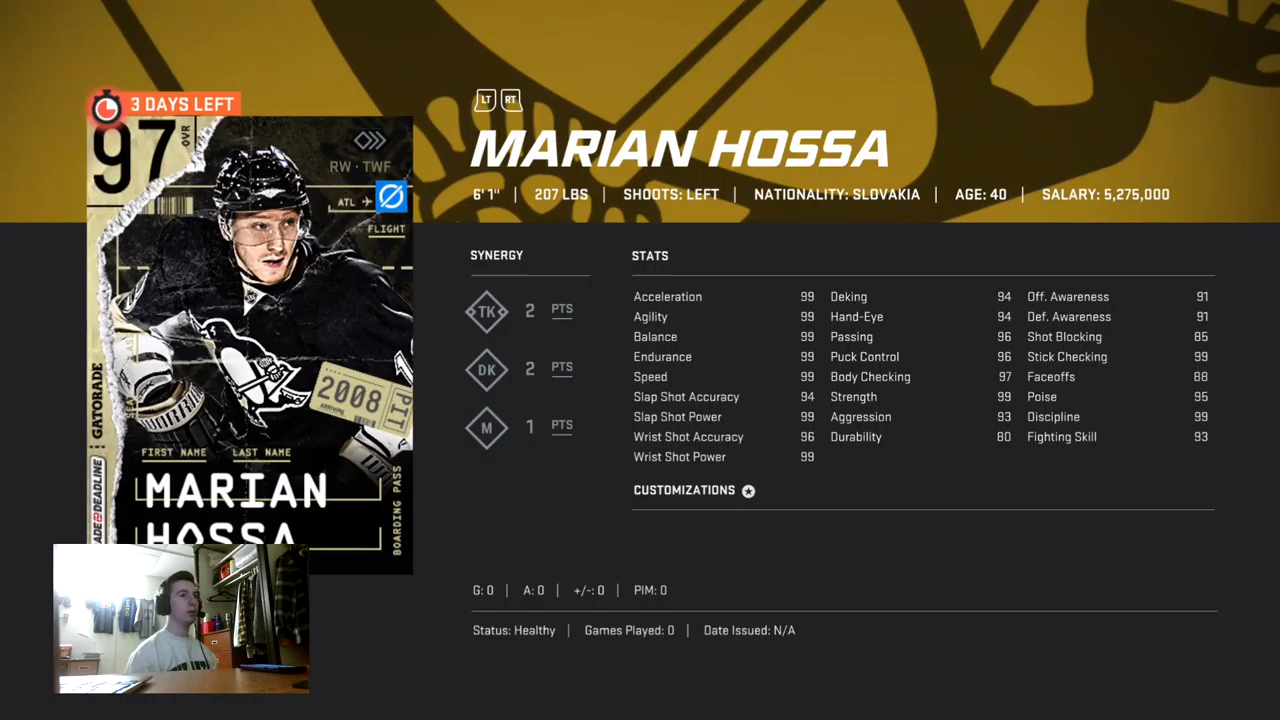 3 DAYS LEFT
97
OVR
RW · TWF
ATL
FLIGHT
GATORADE
2008
PIT
FIRST NAME
LAST NAME
MARIAN
HOSSA
BOARDING PASS
DEADLINE
LT RT
MARIAN HOSSA
6' 1" | 207 LBS | SHOOTS: LEFT | NATIONALITY: SLOVAKIA | AGE: 40 | SALARY: 5,275,000
SYNERGY
TK 2 PTS
DK 2 PTS
M 1 PTS
STATS
Acceleration 99 Deking 94 Off. Awareness 91
Agility 99 Hand-Eye 94 Def. Awareness 91
Balance 99 Passing 96 Shot Blocking 85
Endurance 99 Puck Control 96 Stick Checking 99
Speed 99 Body Checking 97 Faceoffs 88
Slap Shot Accuracy 94 Strength 99 Poise 95
Slap Shot Power 99 Aggression 93 Discipline 99
Wrist Shot Accuracy 96 Durability 80 Fighting Skill 93
Wrist Shot Power 99
CUSTOMIZATIONS
G: 0 | A: 0 | +/-: 0 | PIM: 0
Status: Healthy | Games Played: 0 | Date Issued: N/A